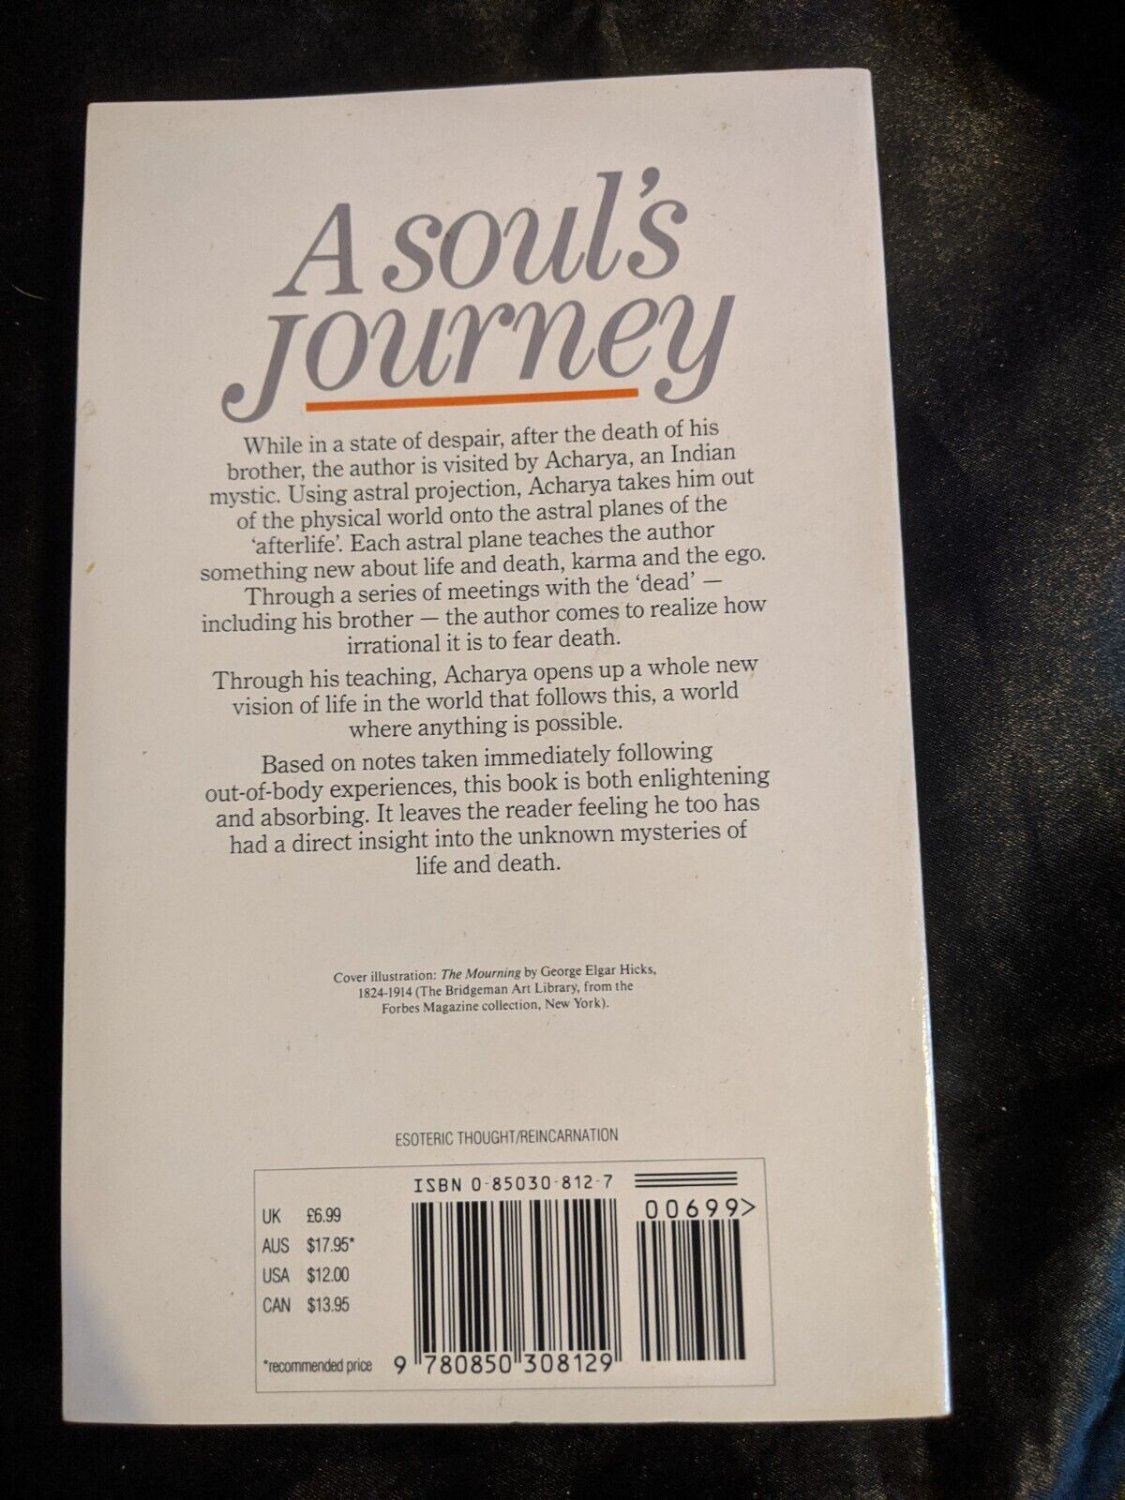 A soul's
Journey
While in a state of despair, after the death of his
brother, the author is visited by Acharya, an Indian
mystic. Using astral projection, Acharya takes him out
of the physical world onto the astral planes of the
‘afterlife’. Each astral plane teaches the author
something new about life and death, karma and the ego.
Through a series of meetings with the ‘dead’ —
including his brother — the author comes to realize how
irrational it is to fear death.
Through his teaching, Acharya opens up a whole new
vision of life in the world that follows this, a world
where anything is possible.
Based on notes taken immediately following
out-of-body experiences, this book is both enlightening
and absorbing. It leaves the reader feeling he too has
had a direct insight into the unknown mysteries of
life and death.
Cover illustration: The Mourning by George Elgar Hicks,
1824-1914 (The Bridgeman Art Library, from the
Forbes Magazine collection, New York).
ESOTERIC THOUGHT/REINCARNATION
ISBN 0-85030-812-7
00699>
UK £6.99
AUS $17.95*
USA $12.00
CAN $13.95
*recommended price
9 780850 308129